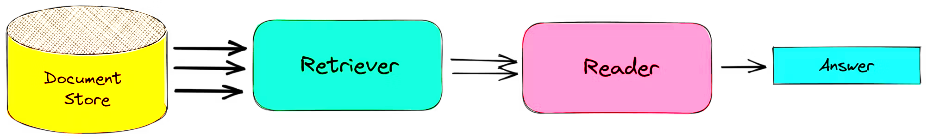 Document
Store
Retriever
Reader
Answer